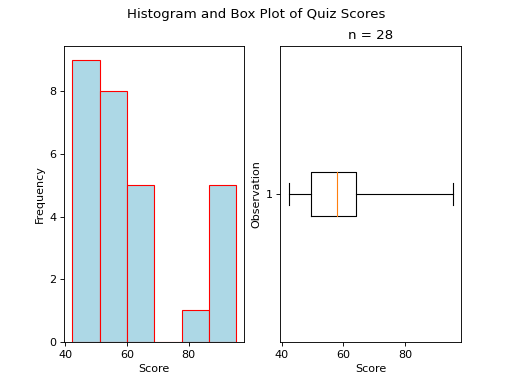 Histogram and Box Plot of Quiz Scores
n = 28
8
6
4
2
0
Frequency
40 60 80
Score
1
Observation
40 60 80
Score